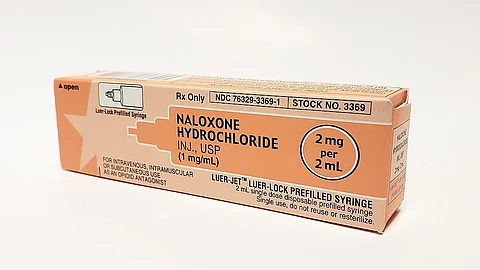 ▲ open
Luer-Lock Prefilled Syringe
Rx Only
NDC 76329-3369-1
STOCK NO. 3369
NALOXONE
HYDROCHLORIDE
INJ., USP
(1 mg/mL)
2 mg
per
2 mL
FOR INTRAVENOUS, INTRAMUSCULAR
OR SUBCUTANEOUS USE
AS AN OPIOID ANTAGONIST
LUER-JET™ LUER-LOCK PREFILLED SYRINGE
2 mL single dose disposable prefilled syringe
Single use, do not reuse or resterilize.
NALOXONE